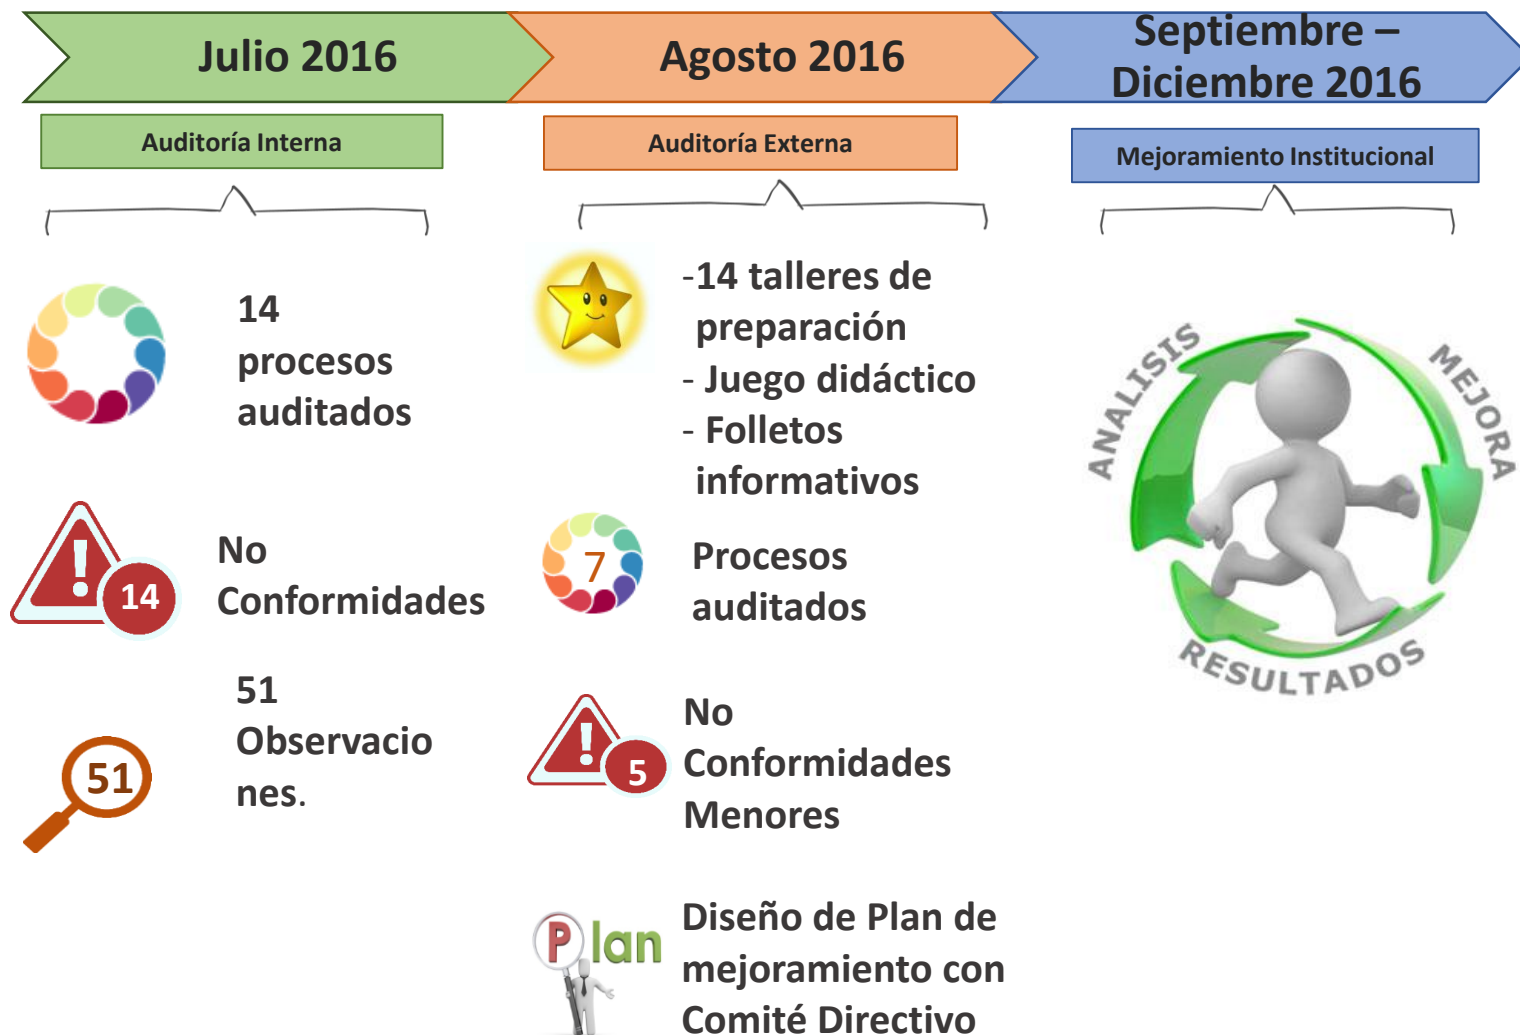 Julio 2016
Agosto 2016
Septiembre –
Diciembre 2016
Auditoría Interna
Auditoría Externa
Mejoramiento Institucional
14
procesos
auditados
14
No
Conformidades
51
51
Observacio
nes.
-14 talleres de
preparación
- Juego didáctico
- Folletos
informativos
7
Procesos
auditados
5
No
Conformidades
Menores
Plan
Diseño de Plan de
mejoramiento con
Comité Directivo
ANALISIS
MEJORA
RESULTADOS